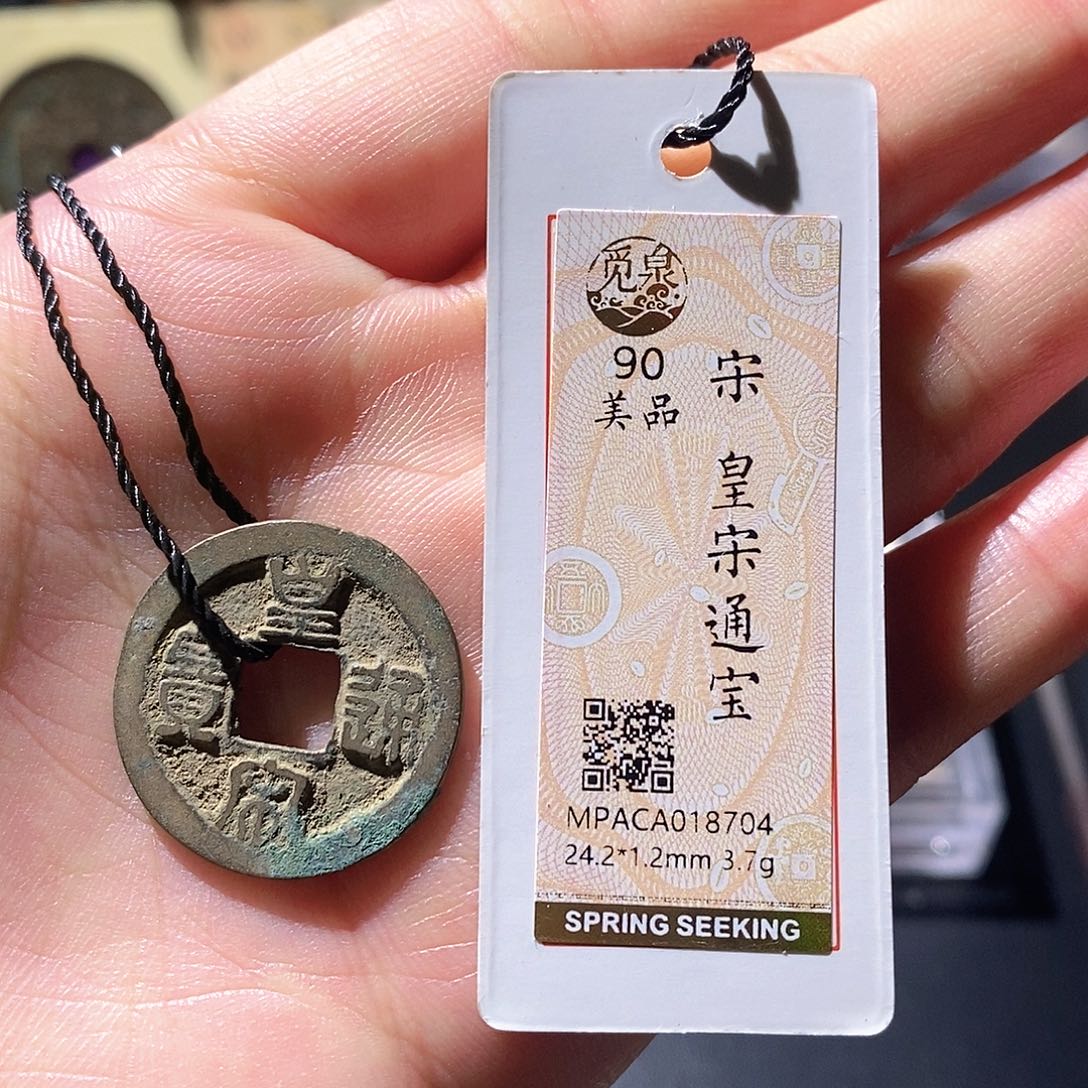 皇宋通寶
觅泉
90
美品
宋 皇宋通宝
MPACA018704
24.2*1.2mm 3.7g
SPRING SEEKING